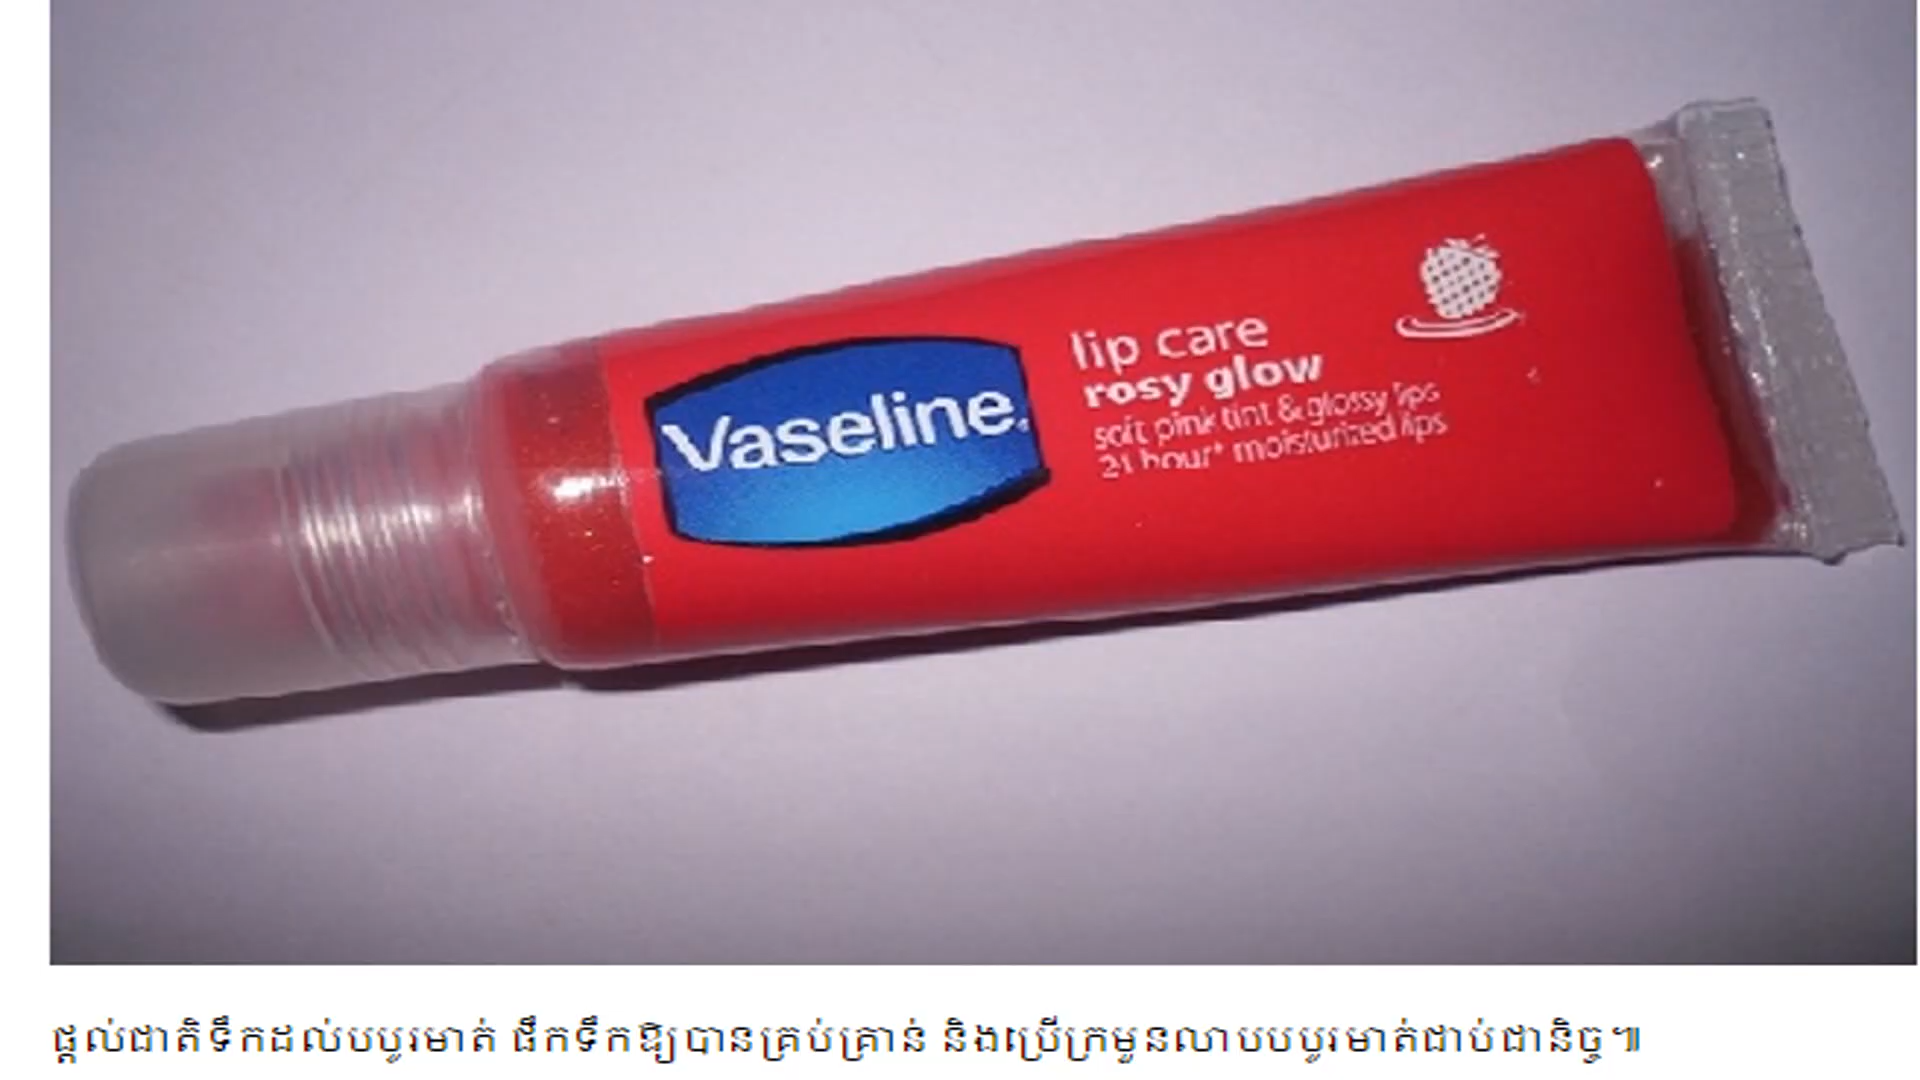 Vaseline.
lip care
rosy glow
soft pink tint & glossy lips
24 hour* moisturized lips
ផ្តល់ជាតិទឹកដល់បបូរមាត់ ផឹកទឹកឱ្យបានគ្រប់គ្រាន់ និងប្រើក្រមួនលាបបបូរមាត់ជាប់ជានិច្ច៕